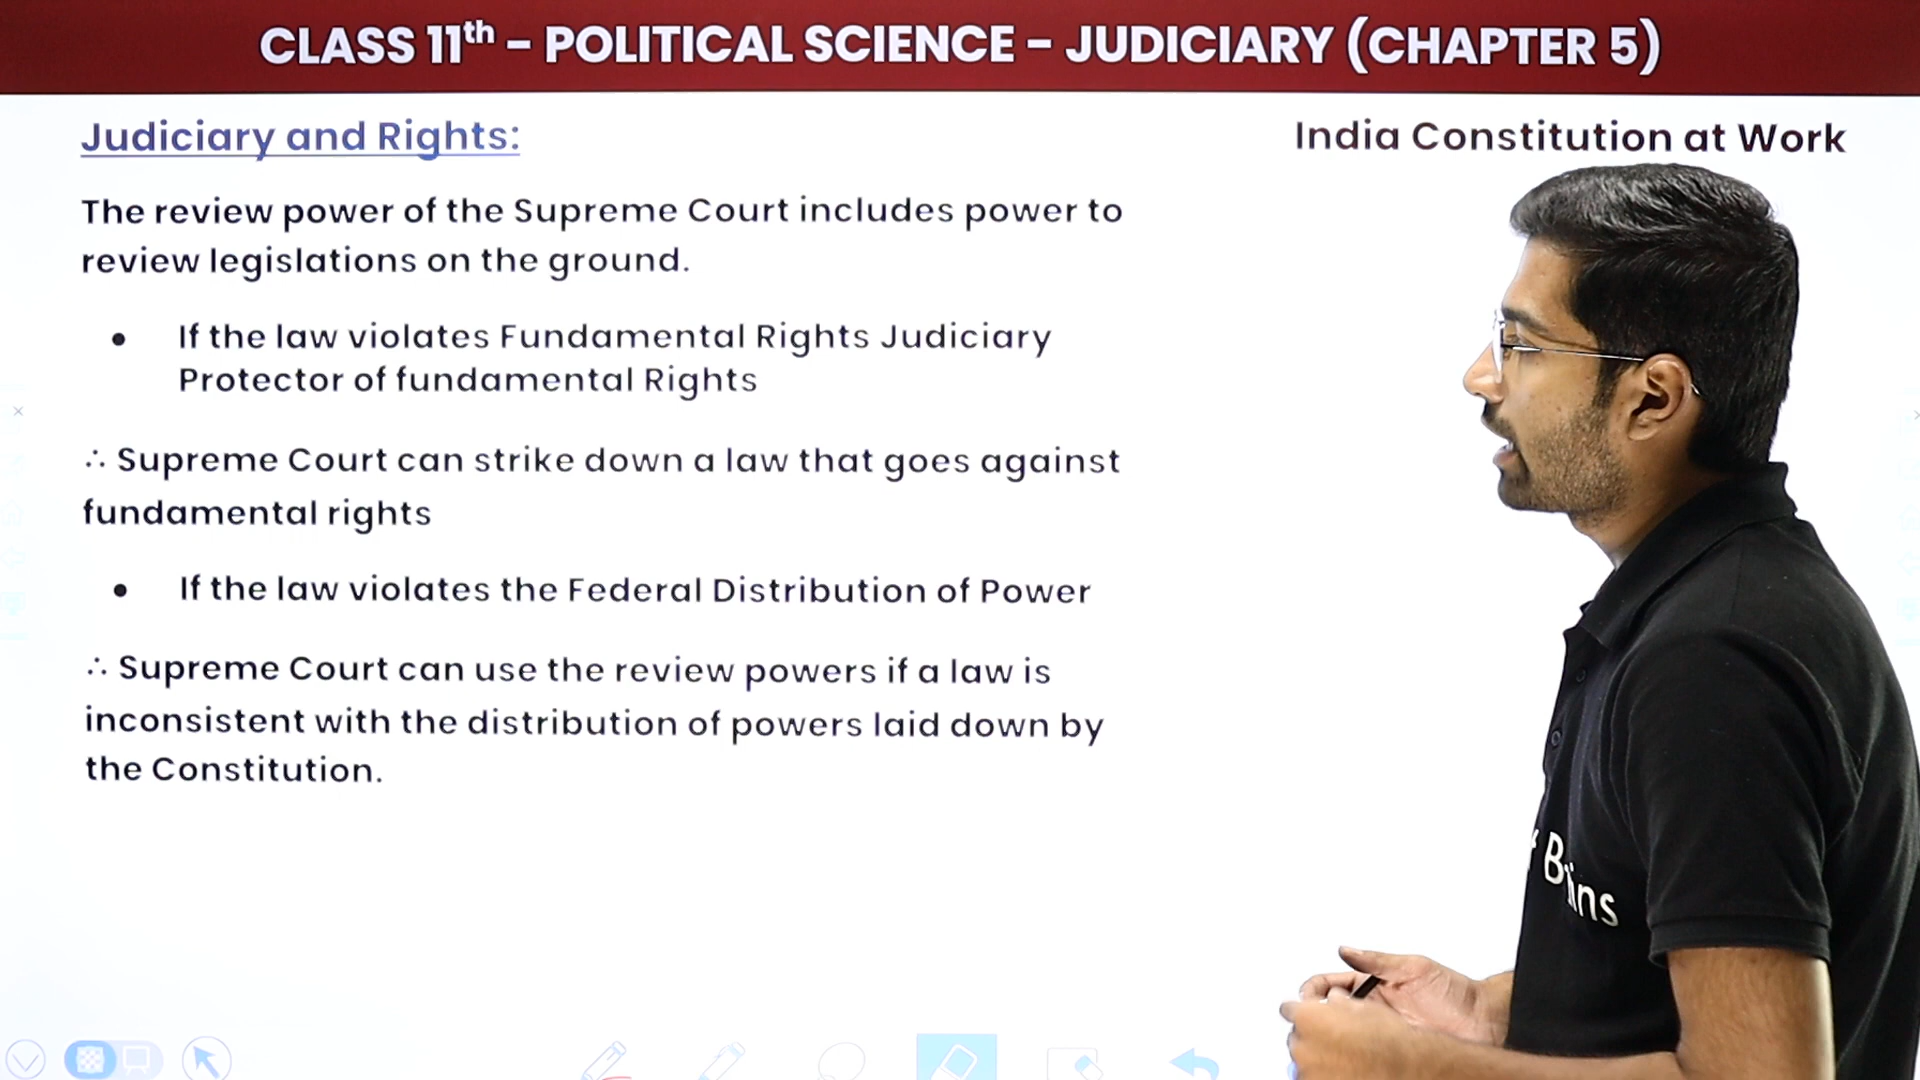 CLASS 11th – POLITICAL SCIENCE – JUDICIARY (CHAPTER 5)
Judiciary and Rights:
India Constitution at Work
The review power of the Supreme Court includes power to
review legislations on the ground.
• If the law violates Fundamental Rights Judiciary
Protector of fundamental Rights
∴ Supreme Court can strike down a law that goes against
fundamental rights
• If the law violates the Federal Distribution of Power
∴ Supreme Court can use the review powers if a law is
inconsistent with the distribution of powers laid down by
the Constitution.